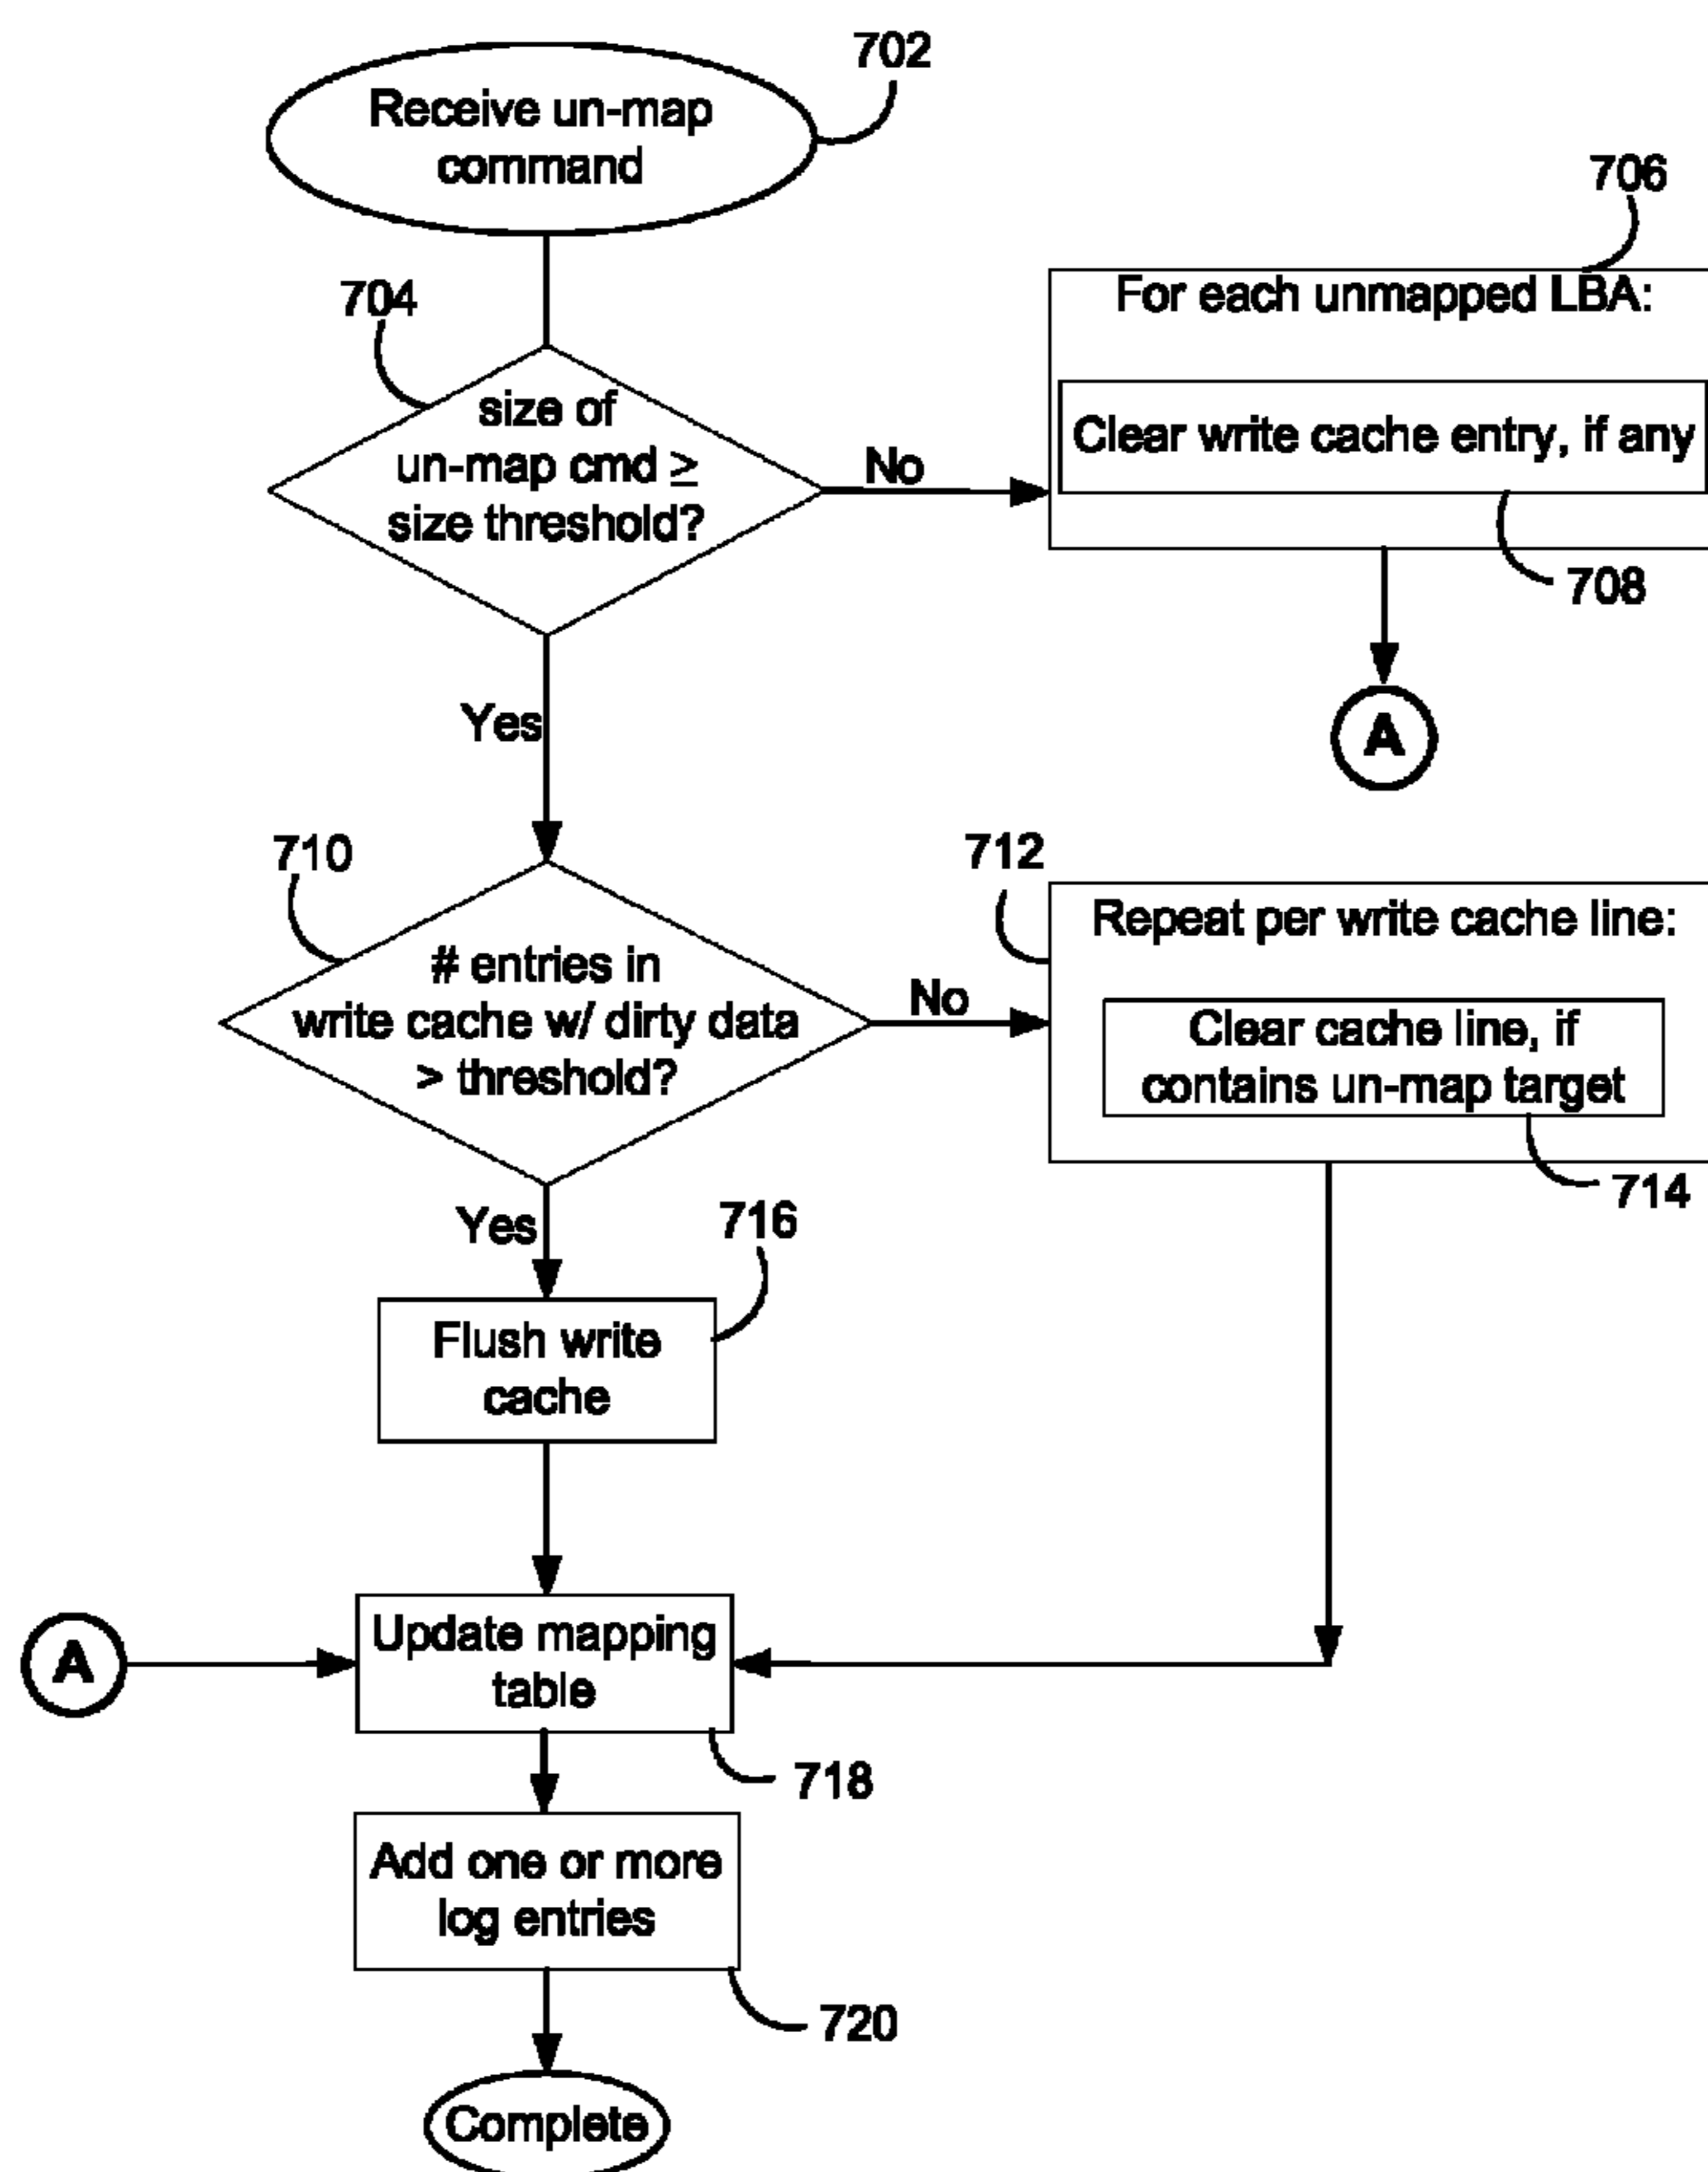 702
Receive un-map
command
706
For each unmapped LBA:
704
size of
un-map cmd ≥
size threshold?
No
Clear write cache entry, if any
708
Yes
A
710
712
Repeat per write cache line:
# entries in
write cache w/ dirty data
> threshold?
No
Clear cache line, if
contains un-map target
714
Yes
716
Flush write
cache
A
Update mapping
table
718
Add one or more
log entries
720
Complete